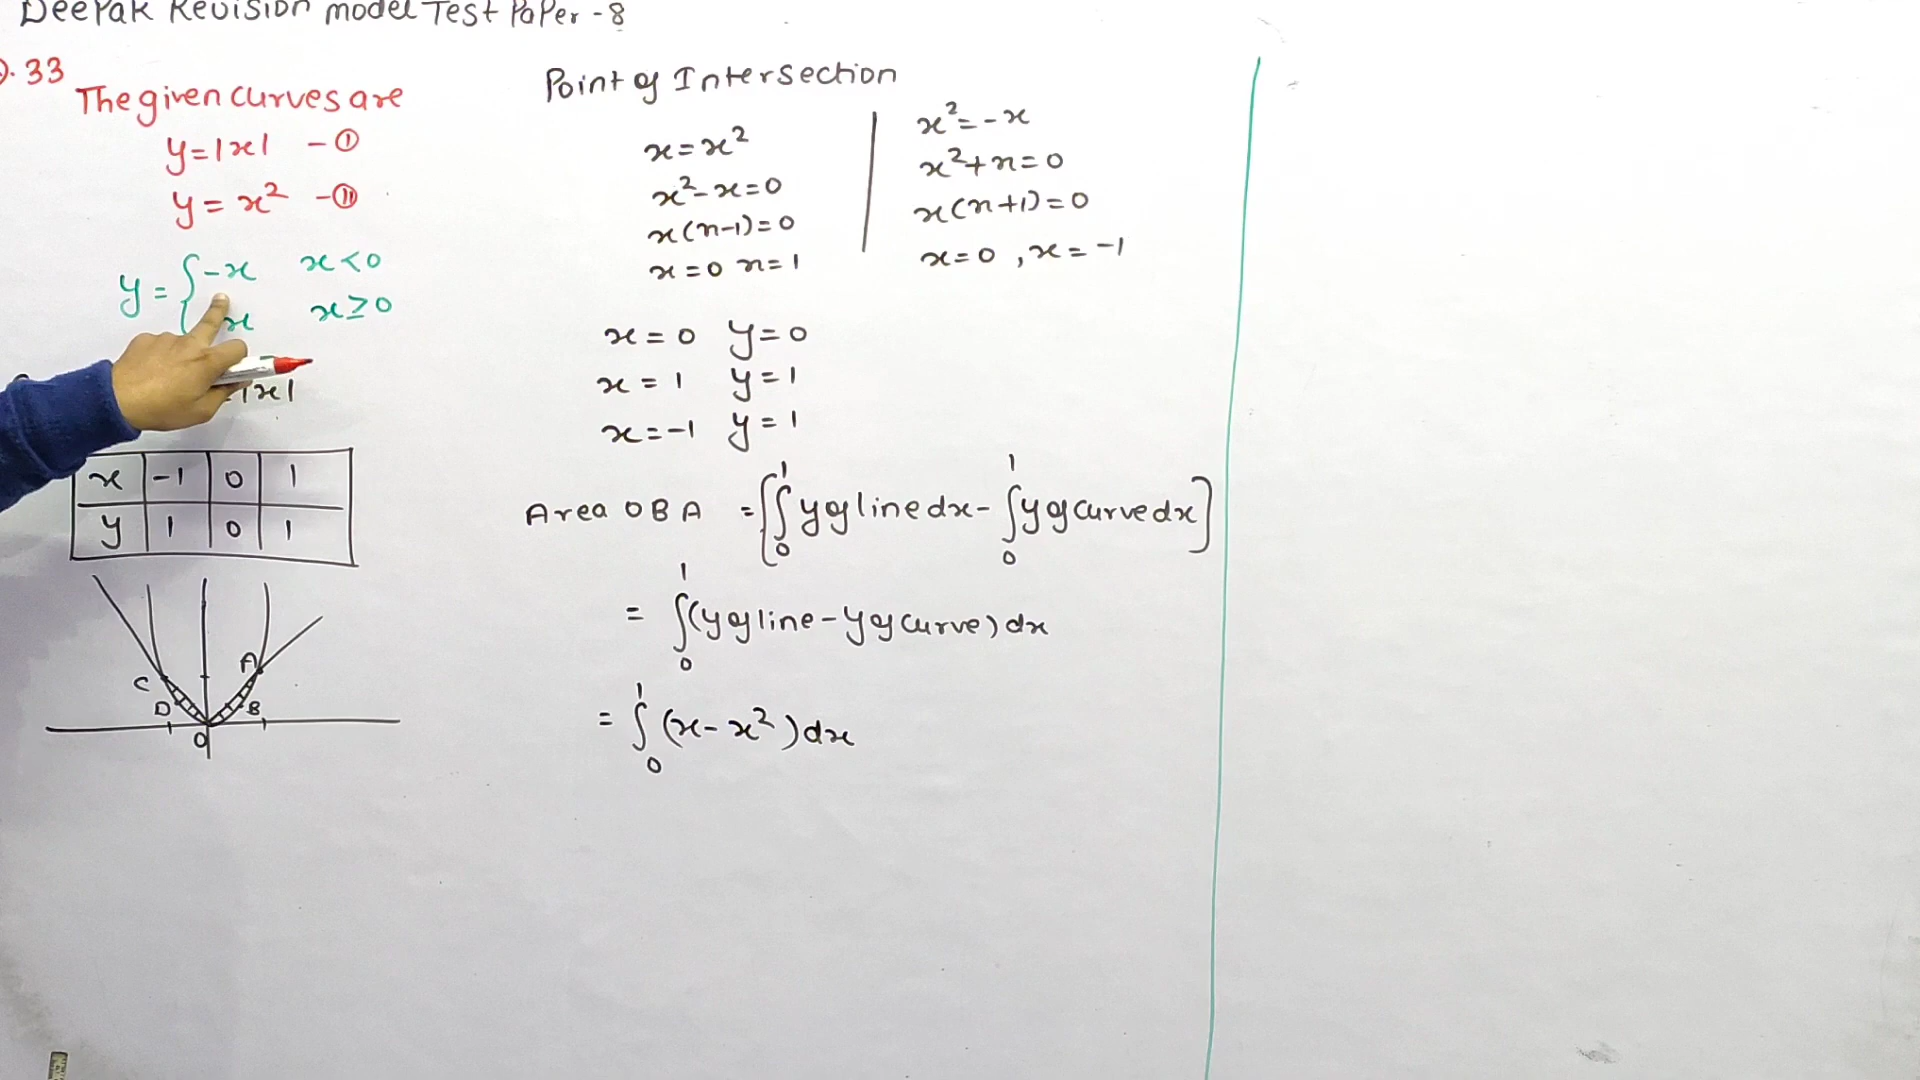 Deepak Revision model Test Paper - 8
Q. 33
The given curves are
y = |x| - ①
y = x² - ⑪
y = { -x x < 0
x x ≥ 0
= |x|
x -1 0 1
y 1 0 1
C A
D B
O
Point of Intersection
x = x²
x² - x = 0
x(x-1) = 0
x = 0 x = 1
x² = -x
x² + x = 0
x(x+1) = 0
x = 0 , x = -1
x = 0 y = 0
x = 1 y = 1
x = -1 y = 1
Area OBA = [∫₀¹ y of line dx - ∫₀¹ y of curve dx]
= ∫₀¹ (y of line - y of curve) dx
= ∫₀¹ (x - x²) dx